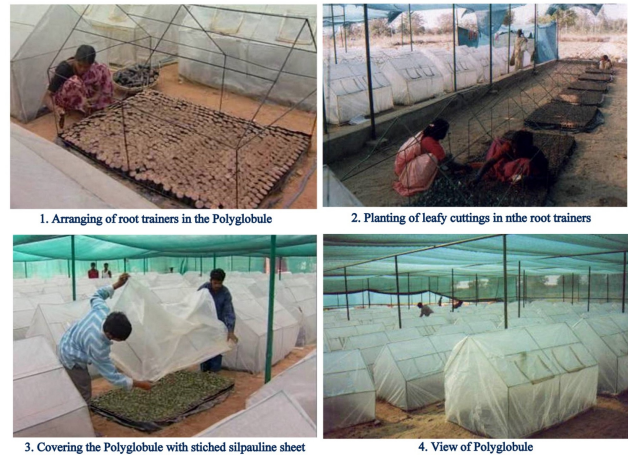 1. Arranging of root trainers in the Polyglobule
2. Planting of leafy cuttings in nthe root trainers
3. Covering the Polyglobule with stiched silpauline sheet
4. View of Polyglobule